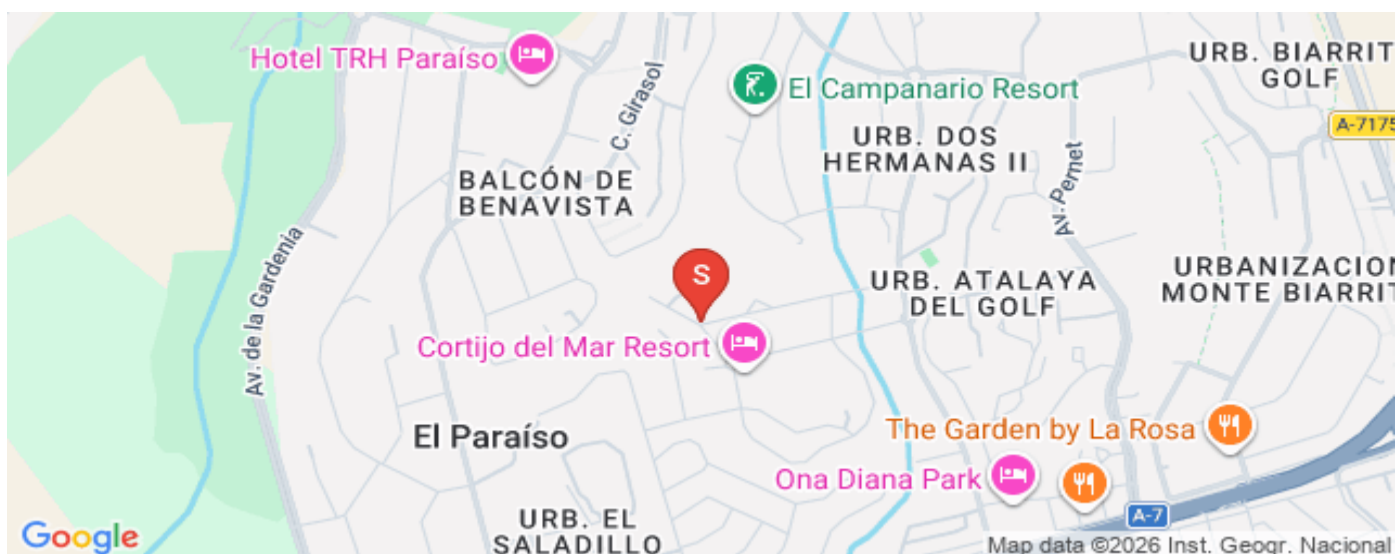 Hotel TRH Paraíso
C. Girasol
El Campanario Resort
URB. BIARRIT
GOLF
A-7175
URB. DOS
HERMANAS II
BALCÓN DE
BENAVISTA
Av. Pernet
Av. de la Gardenia
S
URB. ATALAYA
DEL GOLF
URBANIZACION
MONTE BIARRIT
Cortijo del Mar Resort
El Paraíso
The Garden by La Rosa
Ona Diana Park
A-7
URB. EL
SALADILLO
Google
Map data ©2026 Inst. Geogr. Nacional